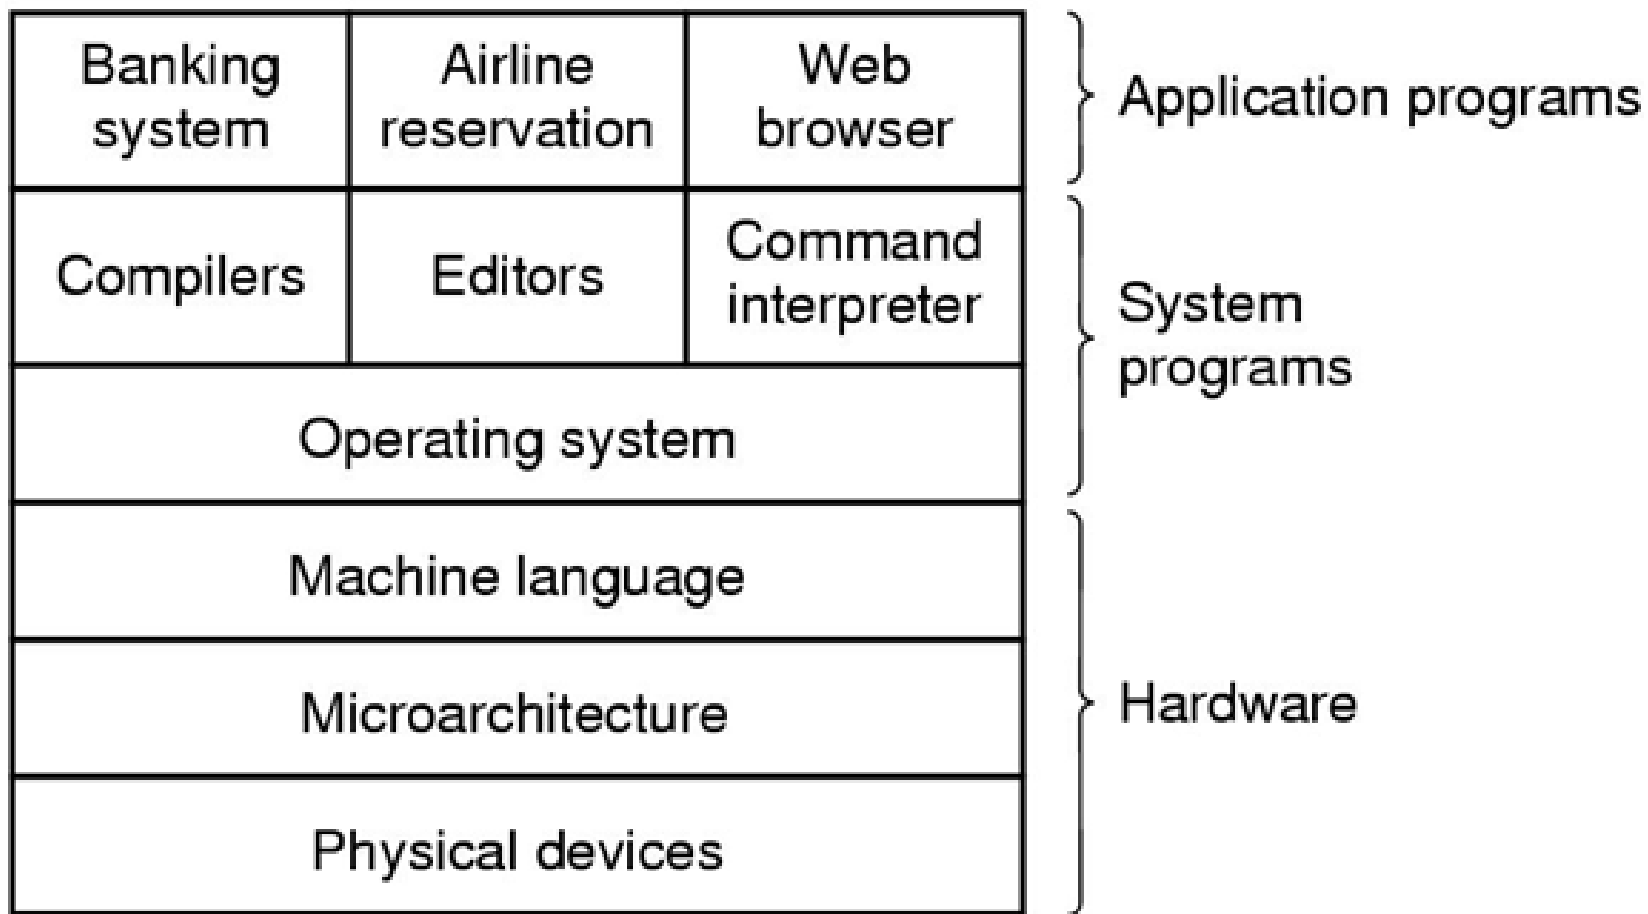 Banking
system
Airline
reservation
Web
browser
Application programs
Compilers
Editors
Command
interpreter
System
programs
Operating system
Machine language
Microarchitecture
Hardware
Physical devices